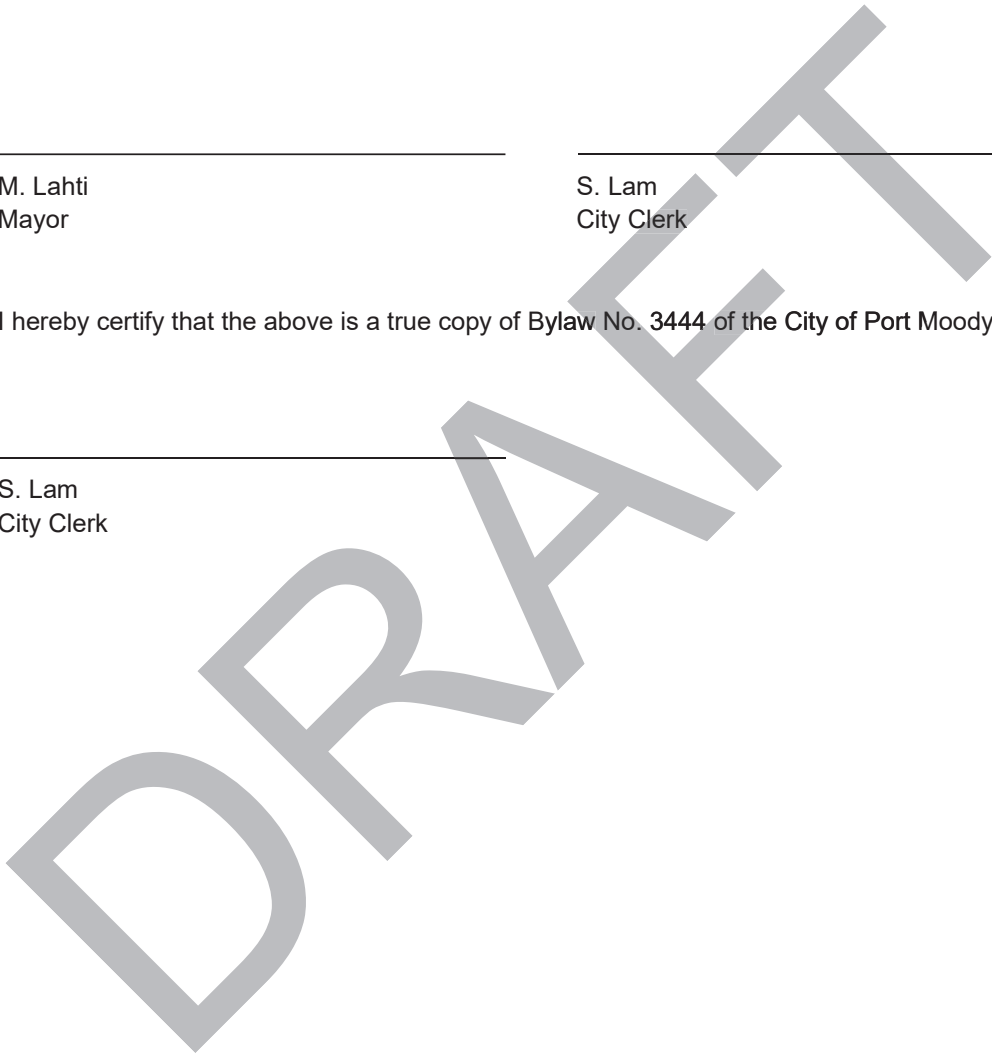 M. Lahti
Mayor
S. Lam
City Clerk
I hereby certify that the above is a true copy of Bylaw No. 3444 of the City of Port Moody
S. Lam
City Clerk
DRAFT